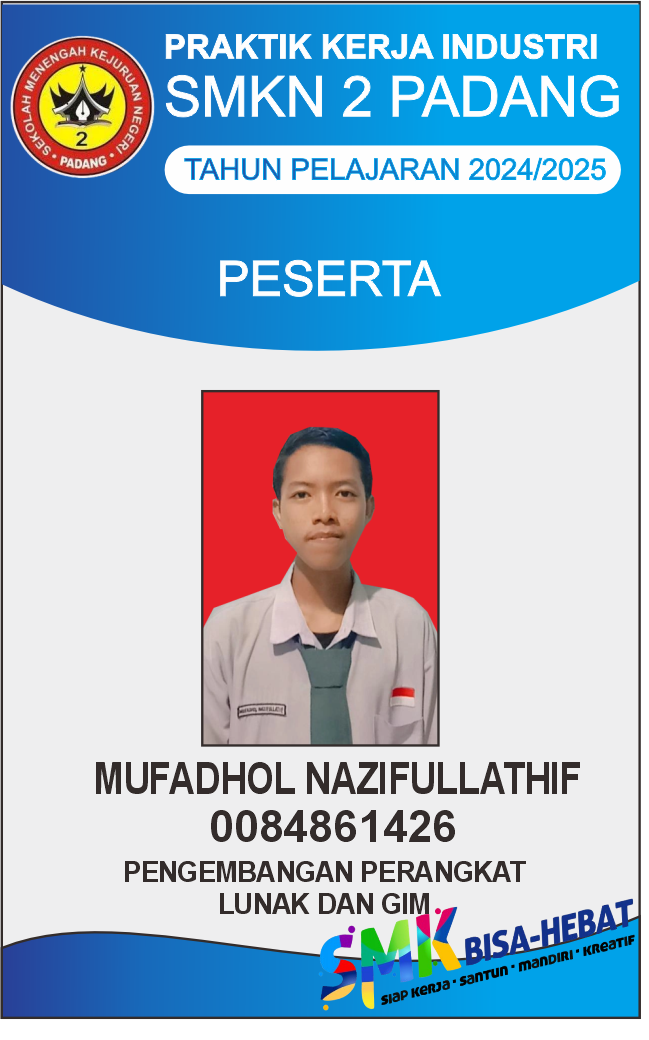 PRAKTIK KERJA INDUSTRI
SMKN 2 PADANG
TAHUN PELAJARAN 2024/2025
SEKOLAH MENENGAH KEJURUAN NEGERI
2
PADANG
PESERTA
MUFADHOL NAZIFULLATHIF
0084861426
PENGEMBANGAN PERANGKAT
LUNAK DAN GIM
SMK BISA-HEBAT
SIAP KERJA • SANTUN • MANDIRI • KREATIF